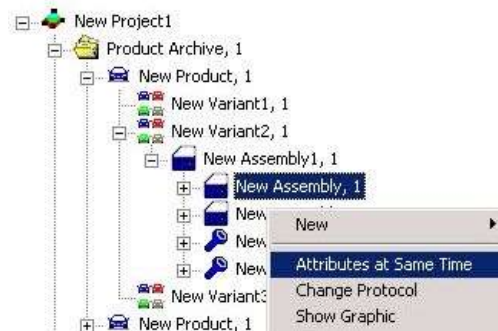 New Project1
Product Archive, 1
New Product, 1
New Variant1, 1
New Variant2, 1
New Assembly1, 1
New Assembly, 1
New
New
New
New
Attributes at Same Time
New Variant3
Change Protocol
New Product, 1
Show Graphic